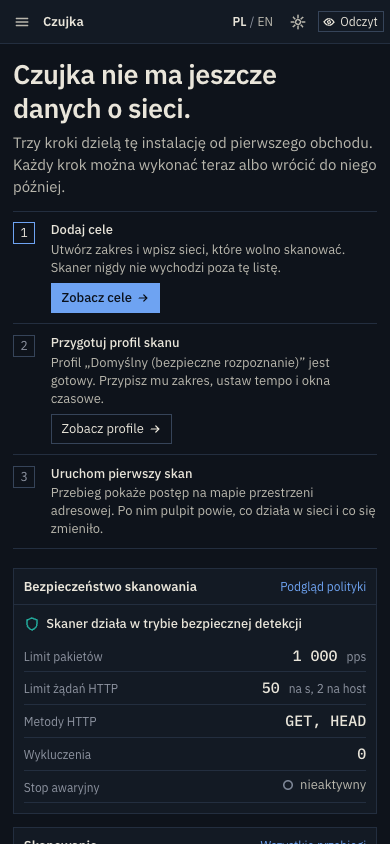 Czujka
PL / EN
Odczyt
Czujka nie ma jeszcze
danych o sieci.
Trzy kroki dzielą tę instalację od pierwszego obchodu.
Każdy krok można wykonać teraz albo wrócić do niego
później.
1
Dodaj cele
Utwórz zakres i wpisz sieci, które wolno skanować.
Skaner nigdy nie wychodzi poza tę listę.
Zobacz cele →
2
Przygotuj profil skanu
Profil „Domyślny (bezpieczne rozpoznanie)” jest
gotowy. Przypisz mu zakres, ustaw tempo i okna
czasowe.
Zobacz profile →
3
Uruchom pierwszy skan
Przebieg pokaże postęp na mapie przestrzeni
adresowej. Po nim pulpit powie, co działa w sieci i co się
zmieniło.
Bezpieczeństwo skanowania
Podgląd polityki
Skaner działa w trybie bezpiecznej detekcji
Limit pakietów
1 000 pps
Limit żądań HTTP
50 na s, 2 na host
Metody HTTP
GET, HEAD
Wykluczenia
0
Stop awaryjny
nieaktywny